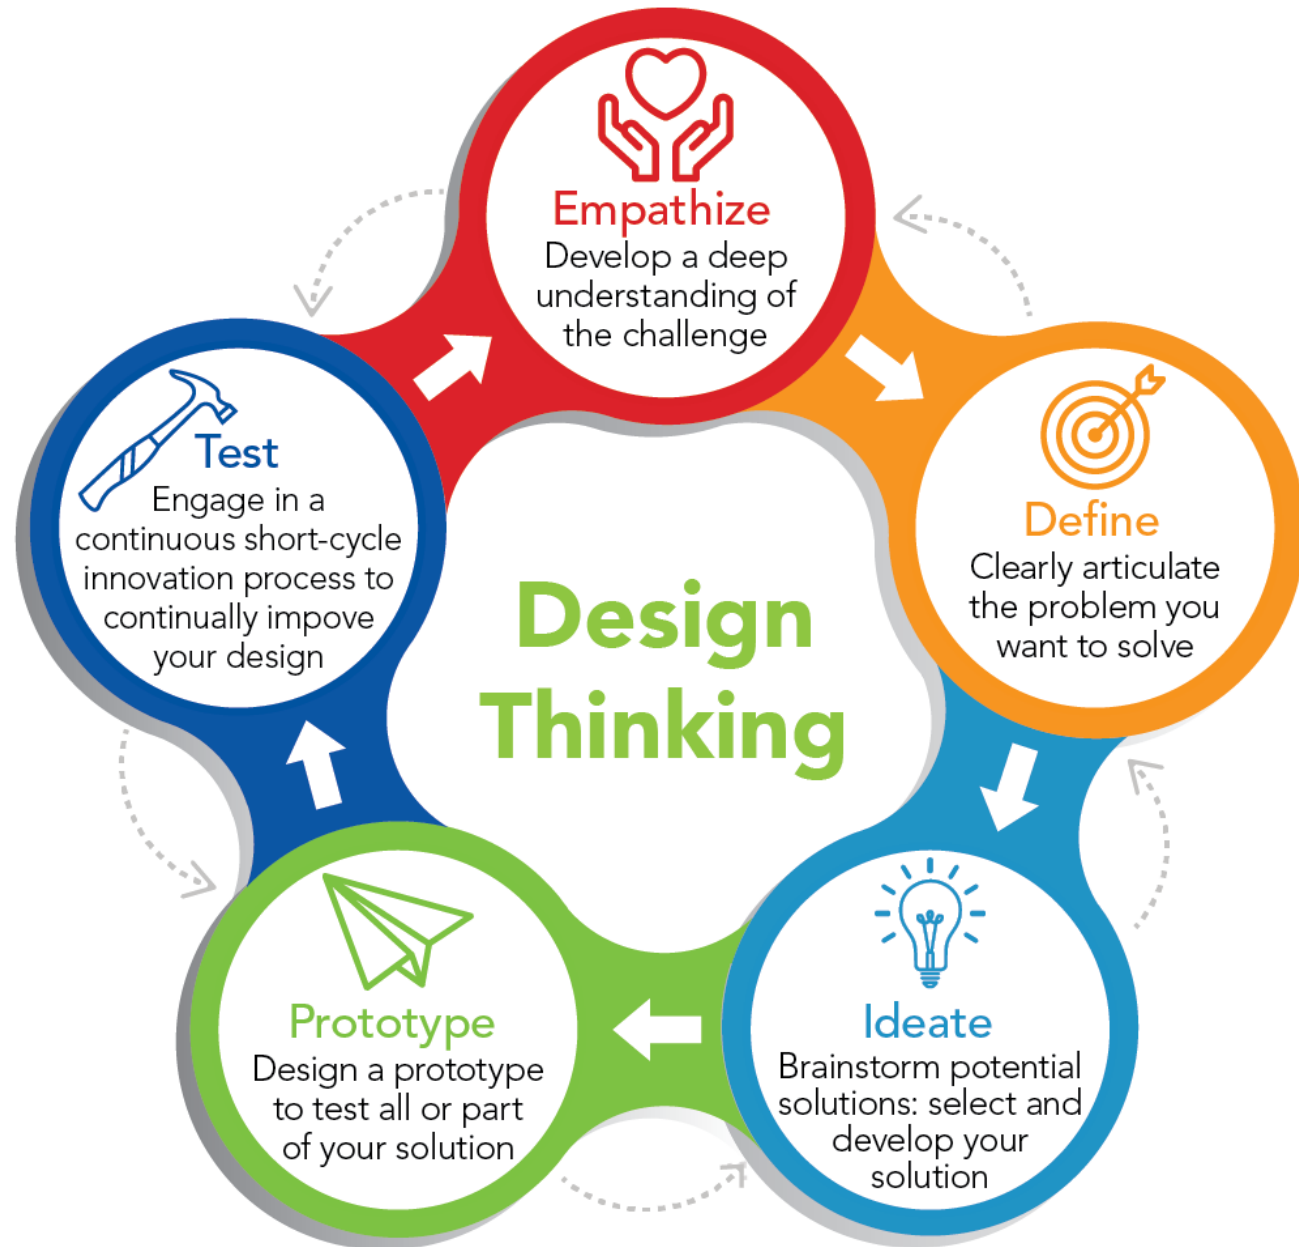 Empathize
Develop a deep
understanding of
the challenge
Define
Clearly articulate
the problem you
want to solve
Ideate
Brainstorm potential
solutions: select and
develop your
solution
Prototype
Design a prototype
to test all or part
of your solution
Test
Engage in a
continuous short-cycle
innovation process to
continually impove
your design
Design
Thinking